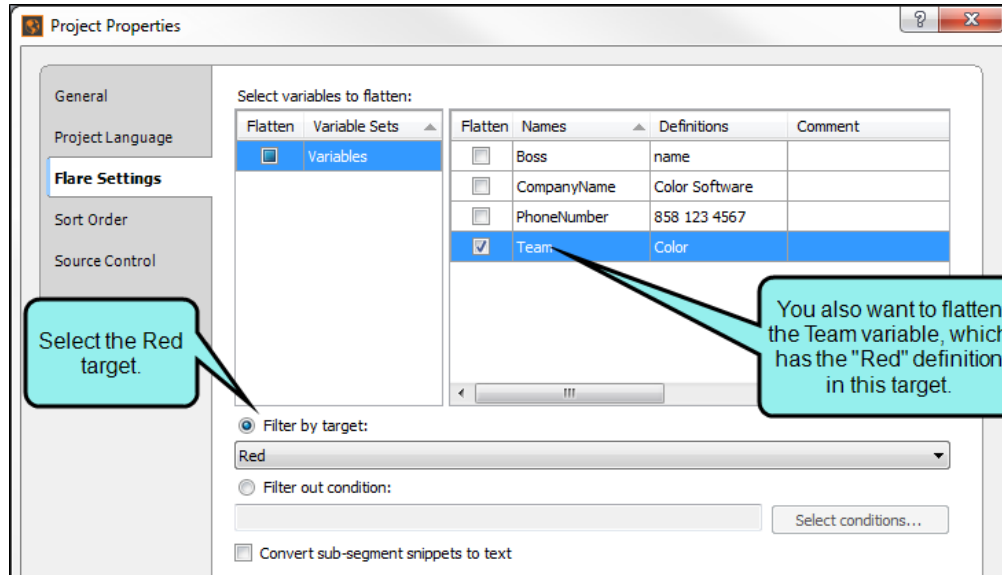 Project Properties
General
Project Language
Flare Settings
Sort Order
Source Control
Select variables to flatten:
Flatten Variable Sets
Variables
Flatten Names Definitions Comment
Boss name
CompanyName Color Software
PhoneNumber 858 123 4567
Team Color
Select the Red
target.
You also want to flatten
the Team variable, which
has the "Red" definition
in this target.
Filter by target:
Red
Filter out condition:
Select conditions...
Convert sub-segment snippets to text